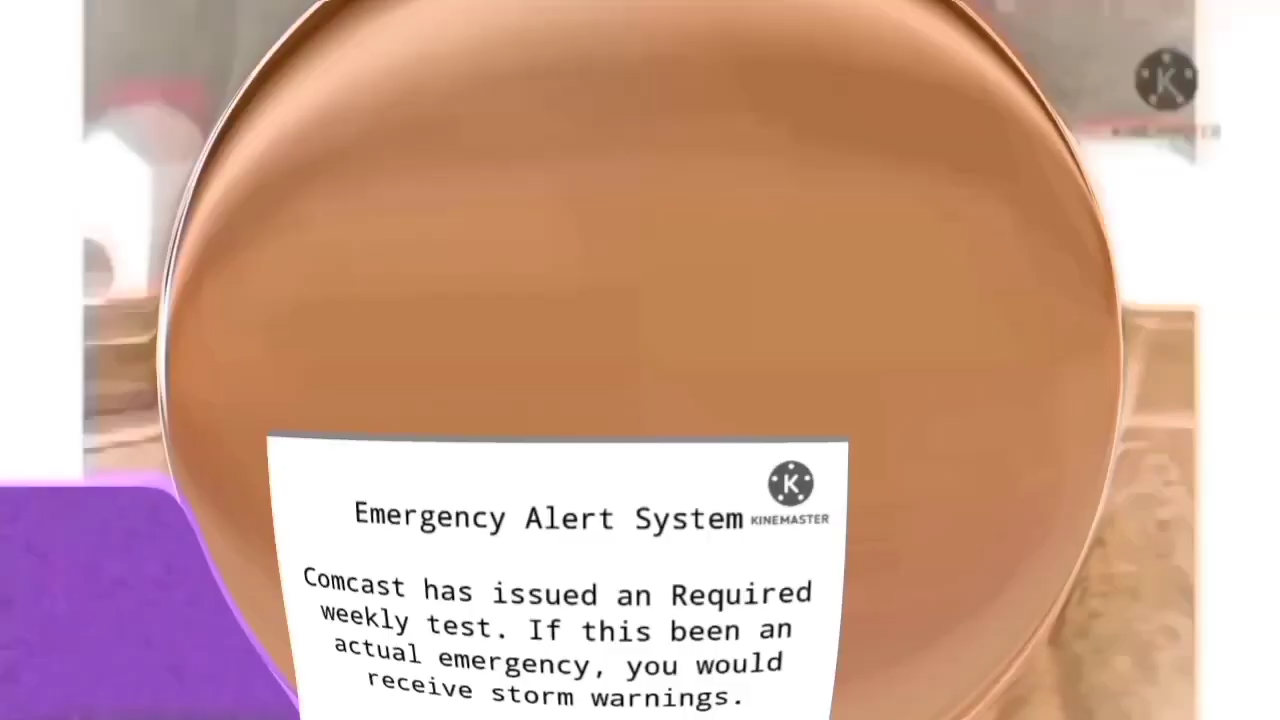 Emergency Alert System
KINEMASTER
Comcast has issued an Required
weekly test. If this been an
actual emergency, you would
receive storm warnings.